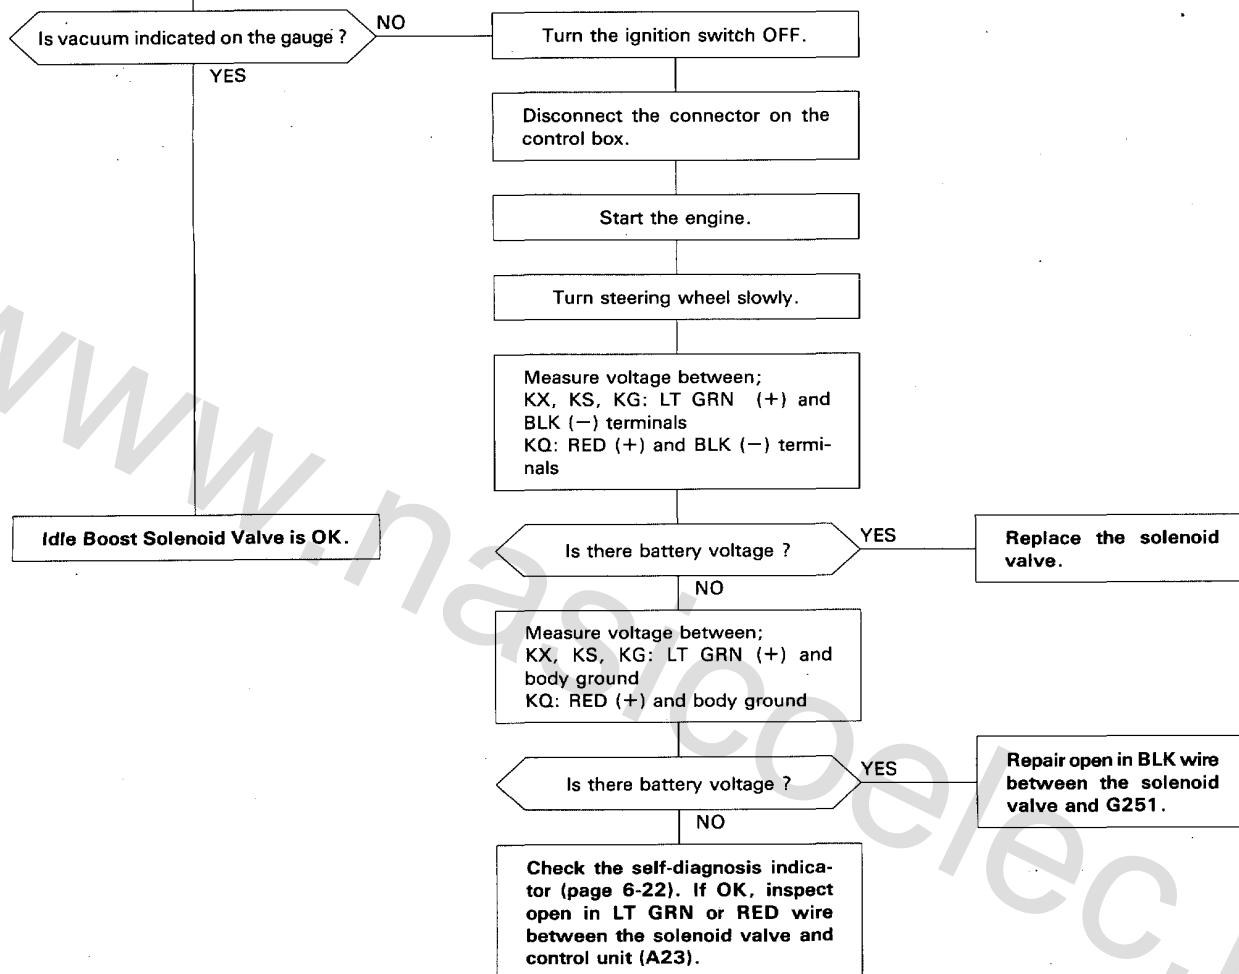 Is vacuum indicated on the gauge ?
NO
YES
Turn the ignition switch OFF.
Disconnect the connector on the
control box.
Start the engine.
Turn steering wheel slowly.
Measure voltage between;
KX, KS, KG: LT GRN (+) and
BLK (−) terminals
KQ: RED (+) and BLK (−) termi-
nals
Idle Boost Solenoid Valve is OK.
Is there battery voltage ?
YES
Replace the solenoid
valve.
NO
Measure voltage between;
KX, KS, KG: LT GRN (+) and
body ground
KQ: RED (+) and body ground
Is there battery voltage ?
YES
Repair open in BLK wire
between the solenoid
valve and G251.
NO
Check the self-diagnosis indica-
tor (page 6-22). If OK, inspect
open in LT GRN or RED wire
between the solenoid valve and
control unit (A23).
www.nasicoelec.